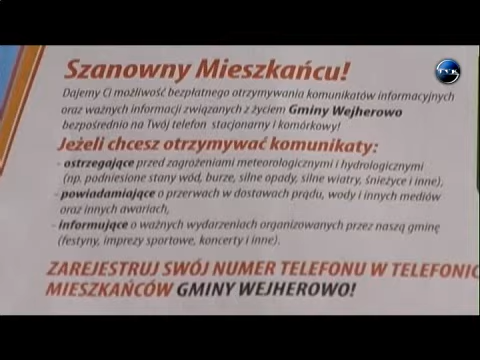 Szanowny Mieszkańcu!
Dajemy Ci możliwość bezpłatnego otrzymywania komunikatów informacyjnych
oraz ważnych informacji związanych z życiem Gminy Wejherowo
bezpośrednio na Twój telefon stacjonarny i komórkowy!
Jeżeli chcesz otrzymywać komunikaty:
- ostrzegające przed zagrożeniami meteorologicznymi i hydrologicznymi
(np. podniesione stany wód, burze, silne opady, silne wiatry, śnieżyce i inne),
- powiadamiające o przerwach w dostawach prądu, wody i innych mediów
oraz innych awariach,
- informujące o ważnych wydarzeniach organizowanych przez naszą gminę
(festyny, imprezy sportowe, koncerty i inne).
ZAREJESTRUJ SWÓJ NUMER TELEFONU W TELEFONIC
MIESZKAŃCÓW GMINY WEJHEROWO!